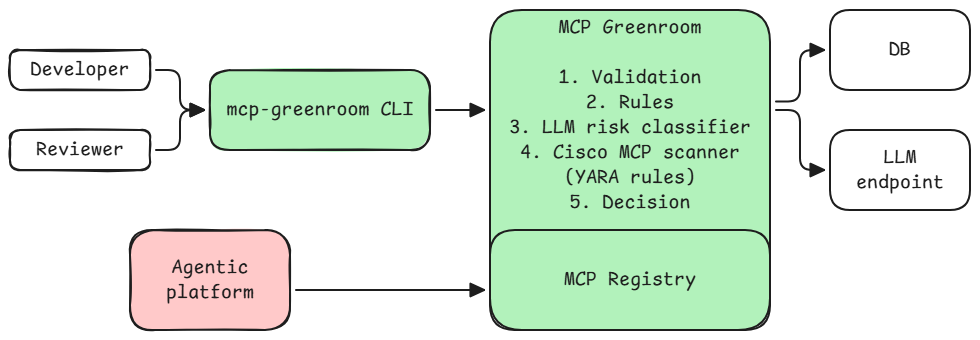 Developer
Reviewer
mcp-greenroom CLI
MCP Greenroom
1. Validation
2. Rules
3. LLM risk classifier
4. Cisco MCP scanner
(YARA rules)
5. Decision
MCP Registry
DB
LLM
endpoint
Agentic
platform